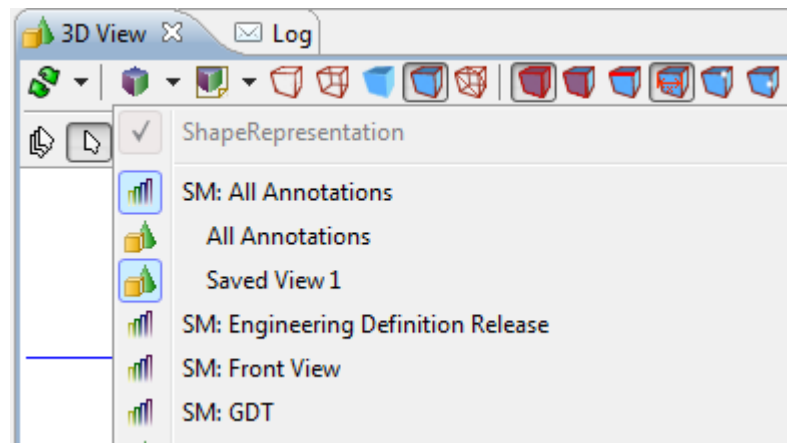 3D View Log
ShapeRepresentation
SM: All Annotations
All Annotations
Saved View 1
SM: Engineering Definition Release
SM: Front View
SM: GDT